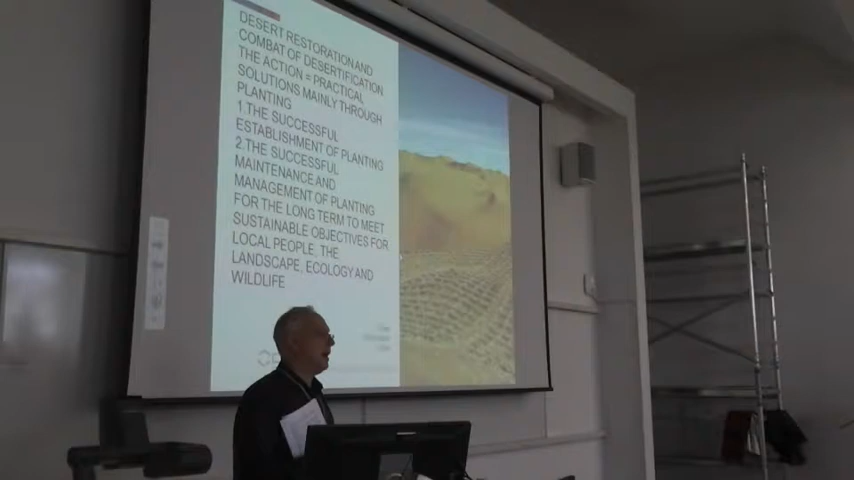 DESERT RESTORATION AND
COMBAT OF DESERTIFICATION
THE ACTION = PRACTICAL
SOLUTIONS MAINLY THROUGH
PLANTING
1.THE SUCCESSFUL
ESTABLISHMENT OF PLANTING
2.THE SUCCESSFUL
MAINTENANCE AND
MANAGEMENT OF PLANTING
FOR THE LONG TERM TO MEET
SUSTAINABLE OBJECTIVES FOR
LOCAL PEOPLE, THE
LANDSCAPE, ECOLOGY AND
WILDLIFE